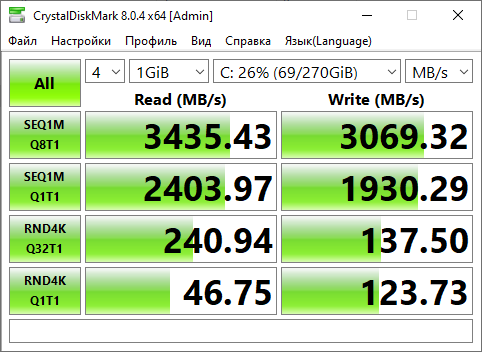 CrystalDiskMark 8.0.4 x64 [Admin]
Файл Настройки Профиль Вид Справка Язык(Language)
All 4 1GiB C: 26% (69/270GiB) MB/s
Read (MB/s) Write (MB/s)
SEQ1M
Q8T1 3435.43 3069.32
SEQ1M
Q1T1 2403.97 1930.29
RND4K
Q32T1 240.94 137.50
RND4K
Q1T1 46.75 123.73